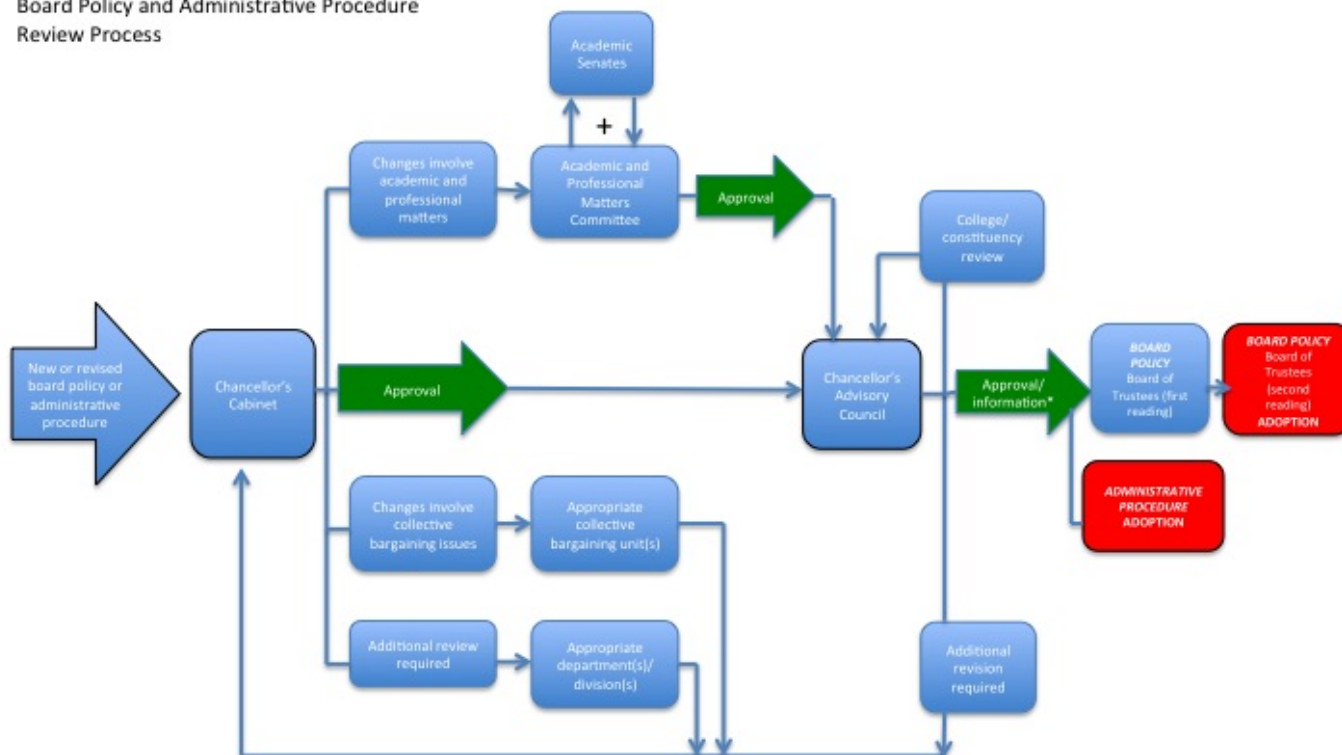 Board Policy and Administrative Procedure
Review Process
Academic
Senates
+
Changes involve
academic and
professional
matters
Academic and
Professional
Matters
Committee
Approval
College/
constituency
review
New or revised
board policy or
administrative
procedure
Chancellor's
Cabinet
Approval
Chancellor's
Advisory
Council
Approval/
information*
BOARD
POLICY
Board of
Trustees (first
reading)
BOARD POLICY
Board of
Trustees
(second
reading)
ADOPTION
ADMINISTRATIVE
PROCEDURE
ADOPTION
Changes involve
collective
bargaining issues
Appropriate
collective
bargaining unit(s)
Additional review
required
Appropriate
department(s)/
division(s)
Additional
revision
required